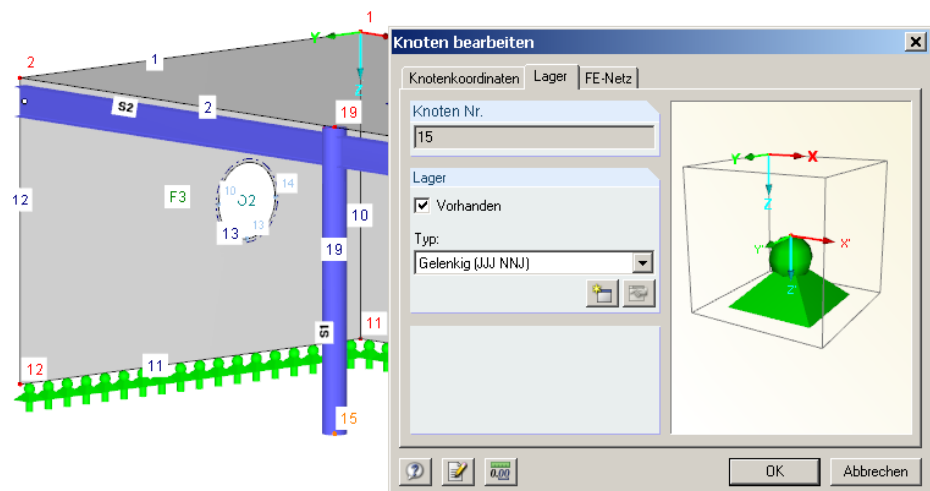 1
Y
Z
2
1
S2
2
19
12
F3
10
O2
14
13
13
10
19
S1
11
12
11
15
Knoten bearbeiten
Knotenkoordinaten Lager FE-Netz
Knoten Nr.
15
Lager
Vorhanden
Typ:
Gelenkig (JJJ NNJ)
Y X
Z
Y' X'
Z'
0.00
OK Abbrechen